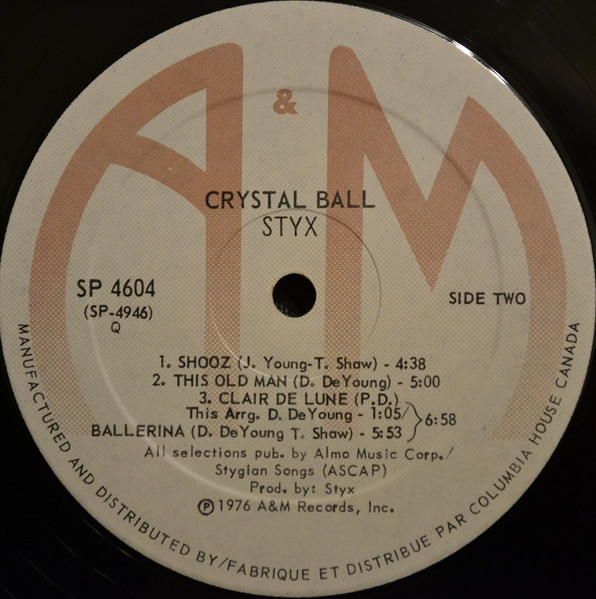 A & M
CRYSTAL BALL
STYX
SP 4604
(SP-4946)
Q
SIDE TWO
1. SHOOZ (J. Young-T. Shaw) - 4:38
2. THIS OLD MAN (D. DeYoung) - 5:00
3. CLAIR DE LUNE (P.D.)
This Arrg. D. DeYoung - 1:05
BALLERINA (D. DeYoung T. Shaw) - 5:53
6:58
All selections pub. by Almo Music Corp./
Stygian Songs (ASCAP)
Prod. by: Styx
℗ 1976 A&M Records, Inc.
MANUFACTURED AND DISTRIBUTED BY/FABRIQUE ET DISTRIBUE PAR COLUMBIA HOUSE CANADA